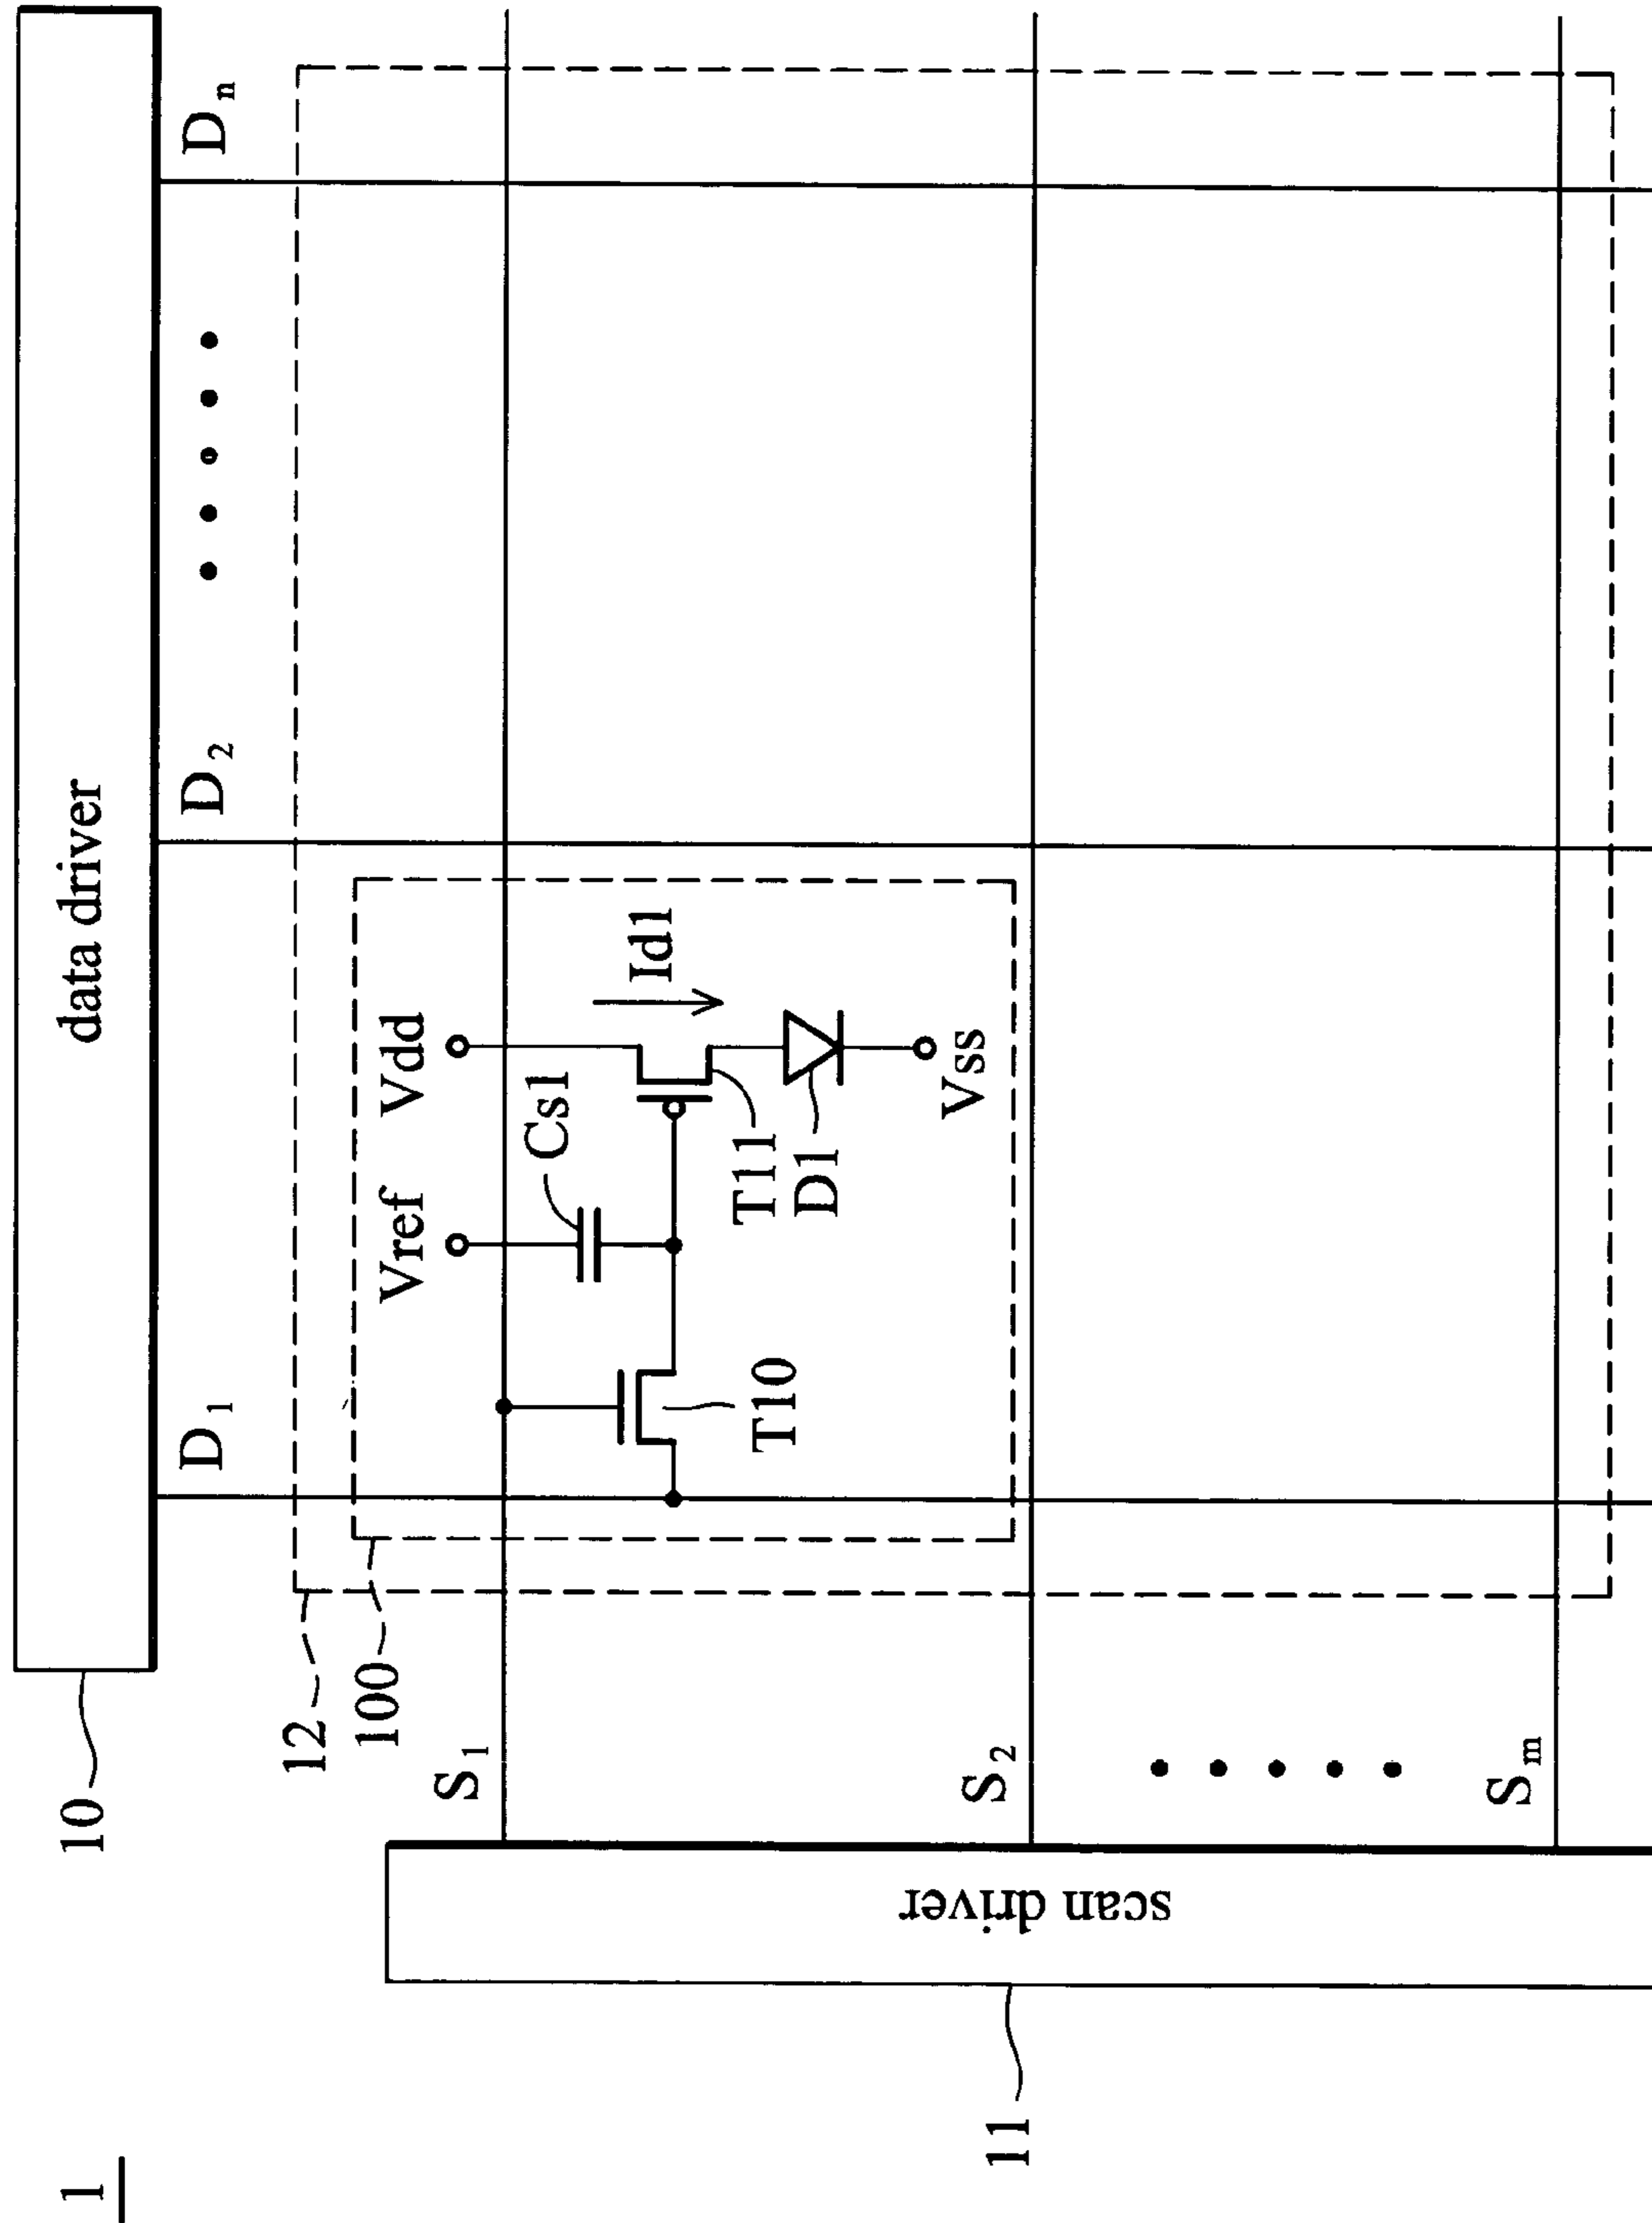 1
10
data driver
D1
D2
Dn
12
100
Vref
Vdd
Cs1
Id1
S1
T11
T10
D1
Vss
S2
11
scan driver
Sm